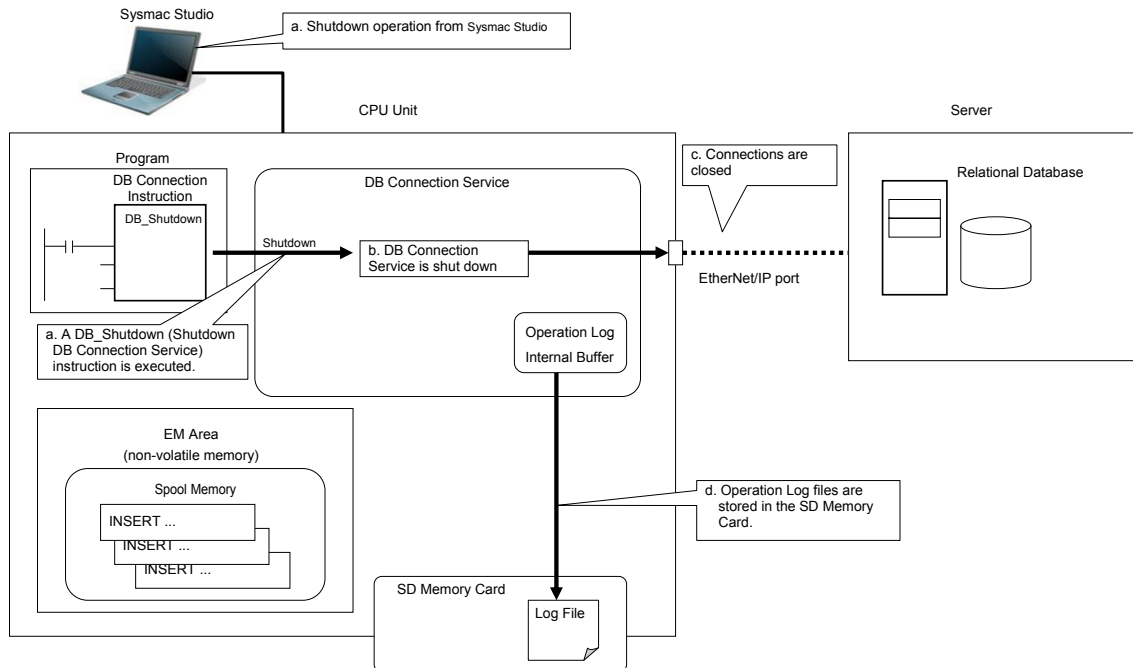 Sysmac Studio
a. Shutdown operation from Sysmac Studio
CPU Unit
Server
Program
DB Connection
Instruction
DB_Shutdown
DB Connection Service
c. Connections are
closed
Relational Database
Shutdown
b. DB Connection
Service is shut down
EtherNet/IP port
a. A DB_Shutdown (Shutdown
DB Connection Service)
instruction is executed.
Operation Log
Internal Buffer
EM Area
(non-volatile memory)
Spool Memory
INSERT ...
INSERT ...
INSERT ...
d. Operation Log files are
stored in the SD Memory
Card.
SD Memory Card
Log File